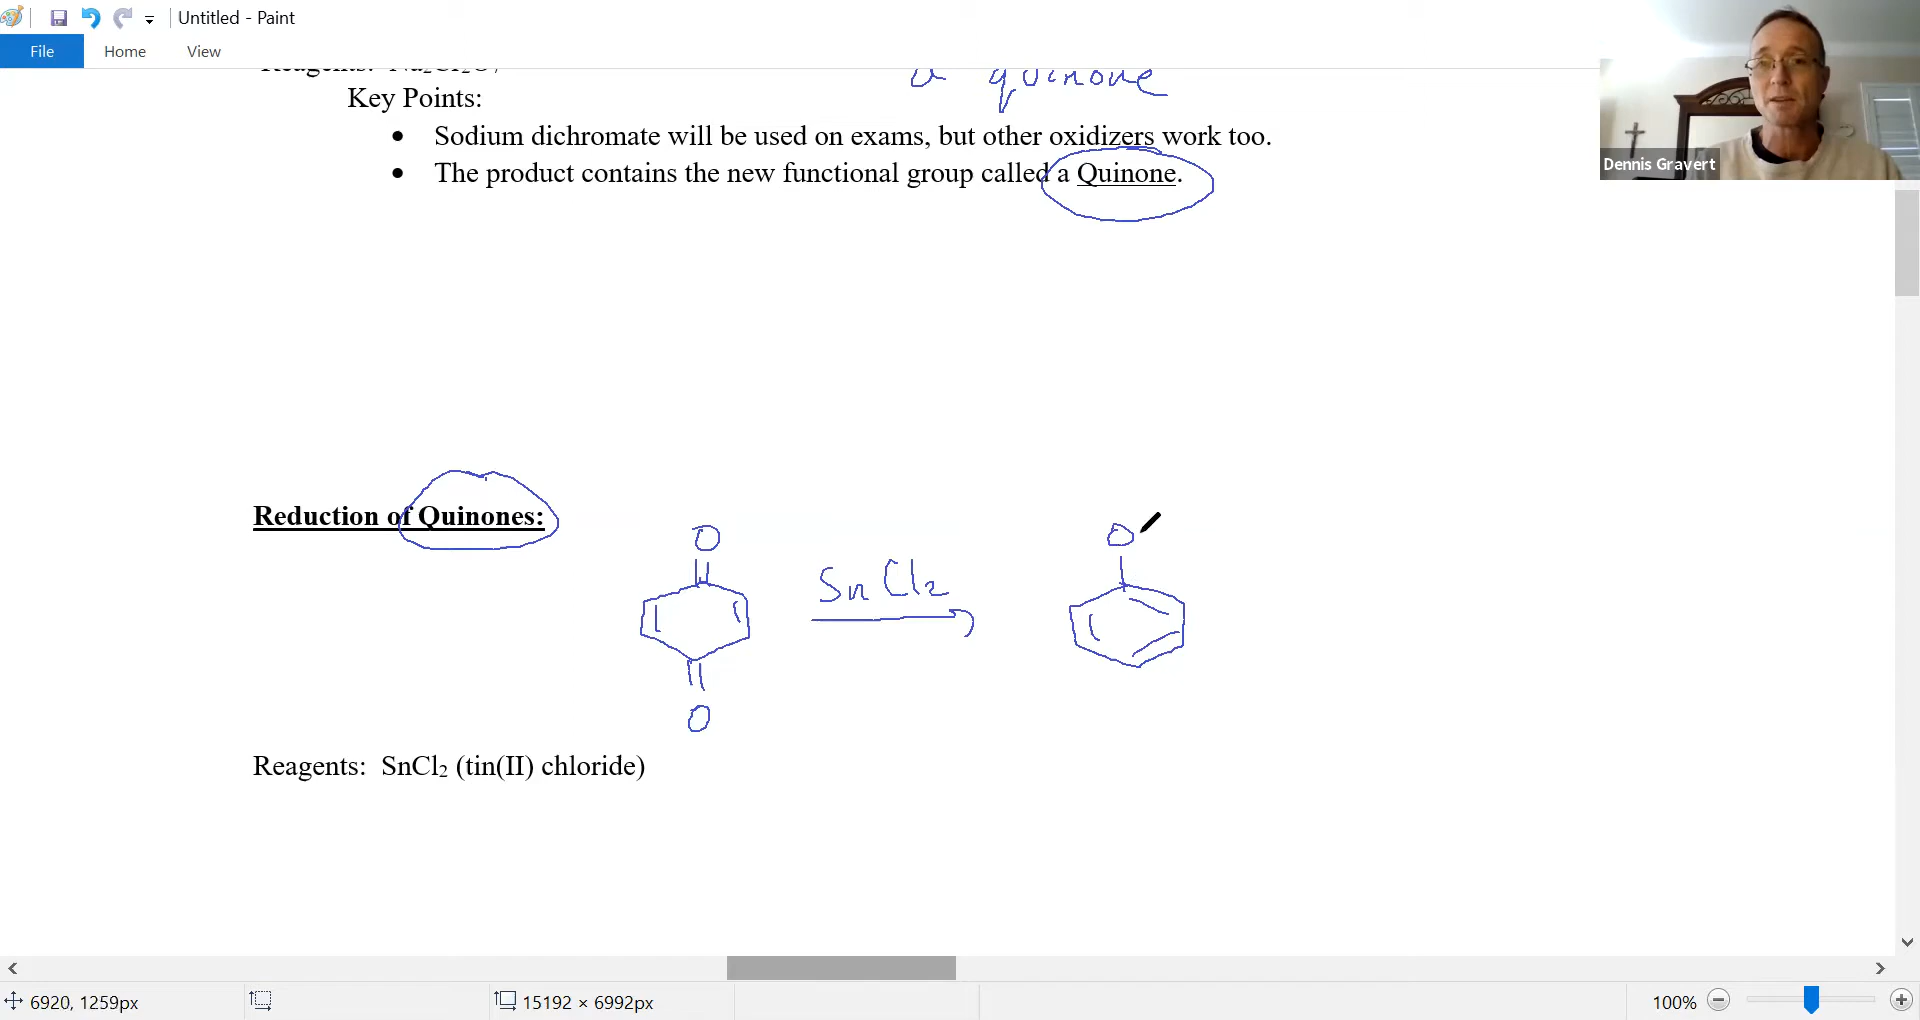 Untitled - Paint
File Home View
a quinone
Key Points:
• Sodium dichromate will be used on exams, but other oxidizers work too.
• The product contains the new functional group called a Quinone.
Dennis Gravert
Reduction of Quinones:
O
O
SnCl₂
O
O
Reagents: SnCl₂ (tin(II) chloride)
6920, 1259px
15192 × 6992px
100%